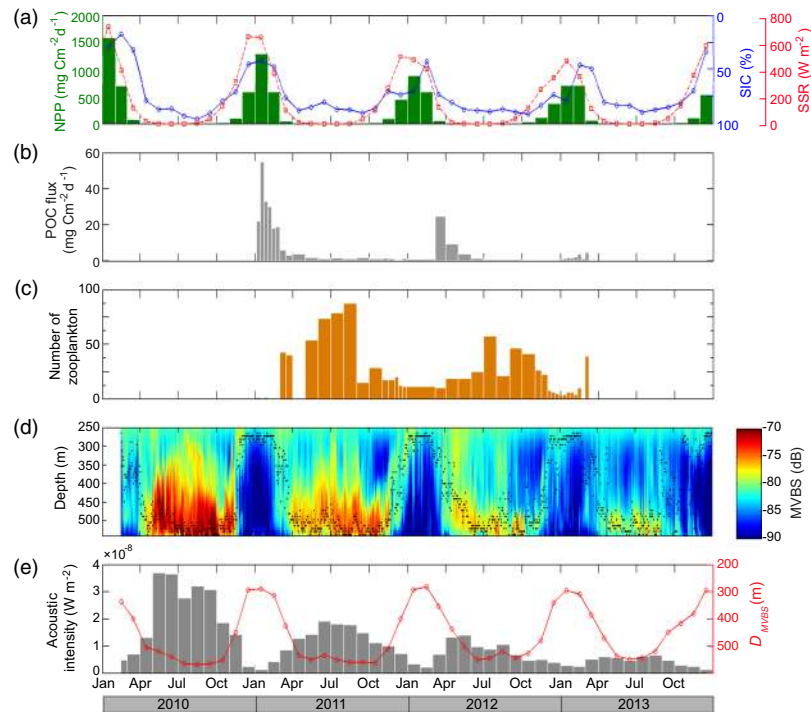 (a)
NPP (mg Cm⁻²d⁻¹)
2000
1500
1000
500
0
0
50
100
SIC (%)
800
600
400
200
0
SSR (W m⁻²)
(b)
POC flux
(mg Cm⁻²d⁻¹)
60
40
20
0
(c)
Number of
zooplankton
100
50
0
(d)
Depth (m)
250
300
350
400
450
500
-70
-80
-85
-90
MVBS (dB)
(e)
×10⁻⁸
Acoustic
intensity (W m⁻²)
4
3
2
1
0
200
300
400
500
D_MVBS (m)
Jan Apr Jul Oct Jan Apr Jul Oct Jan Apr Jul Oct Jan Apr Jul Oct
2010 2011 2012 2013